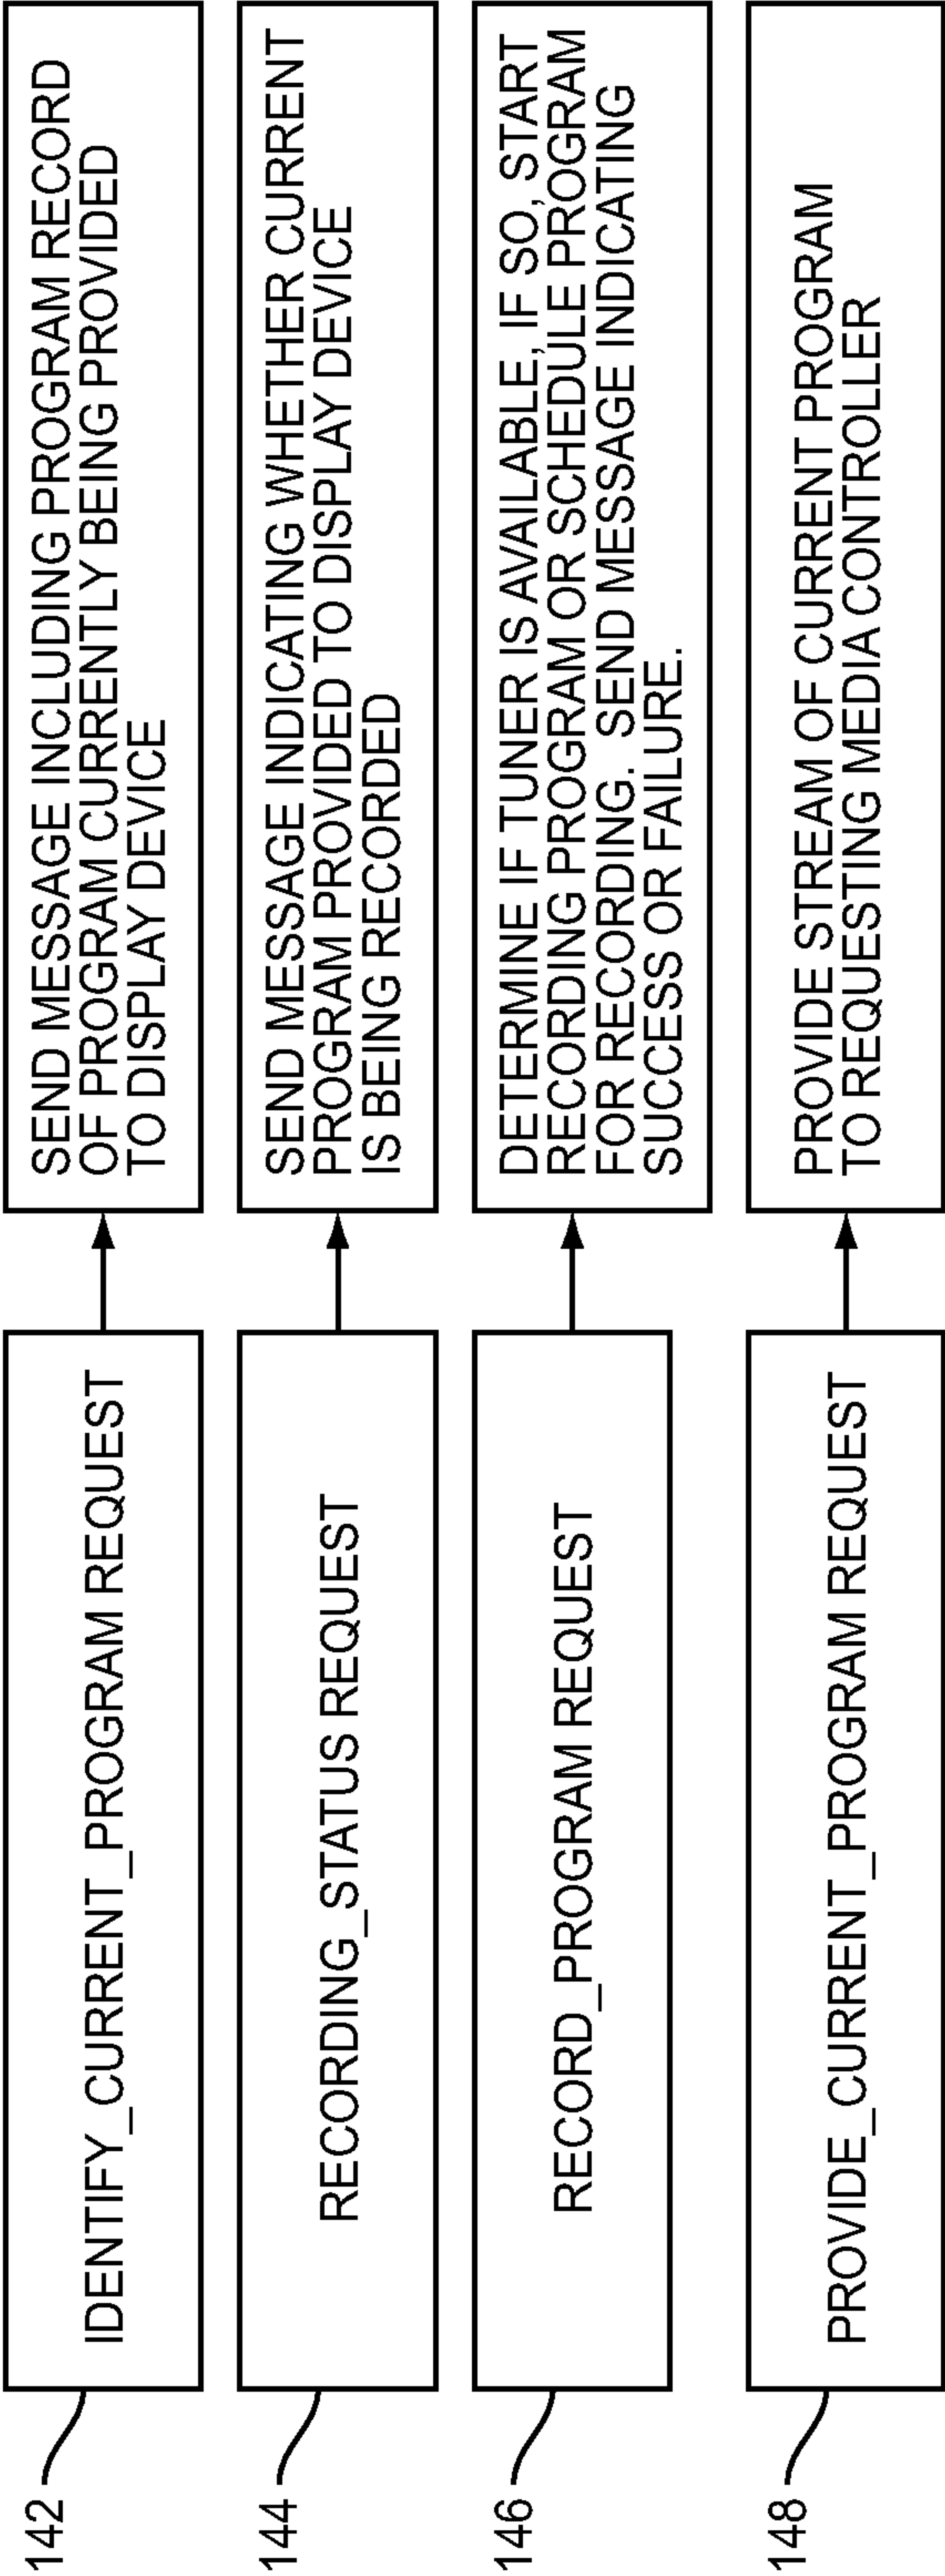 142
IDENTIFY_CURRENT_PROGRAM REQUEST
SEND MESSAGE INCLUDING PROGRAM RECORD
OF PROGRAM CURRENTLY BEING PROVIDED
TO DISPLAY DEVICE
144
RECORDING_STATUS REQUEST
SEND MESSAGE INDICATING WHETHER CURRENT
PROGRAM PROVIDED TO DISPLAY DEVICE
IS BEING RECORDED
146
RECORD_PROGRAM REQUEST
DETERMINE IF TUNER IS AVAILABLE, IF SO, START
RECORDING PROGRAM OR SCHEDULE PROGRAM
FOR RECORDING. SEND MESSAGE INDICATING
SUCCESS OR FAILURE.
148
PROVIDE_CURRENT_PROGRAM REQUEST
PROVIDE STREAM OF CURRENT PROGRAM
TO REQUESTING MEDIA CONTROLLER